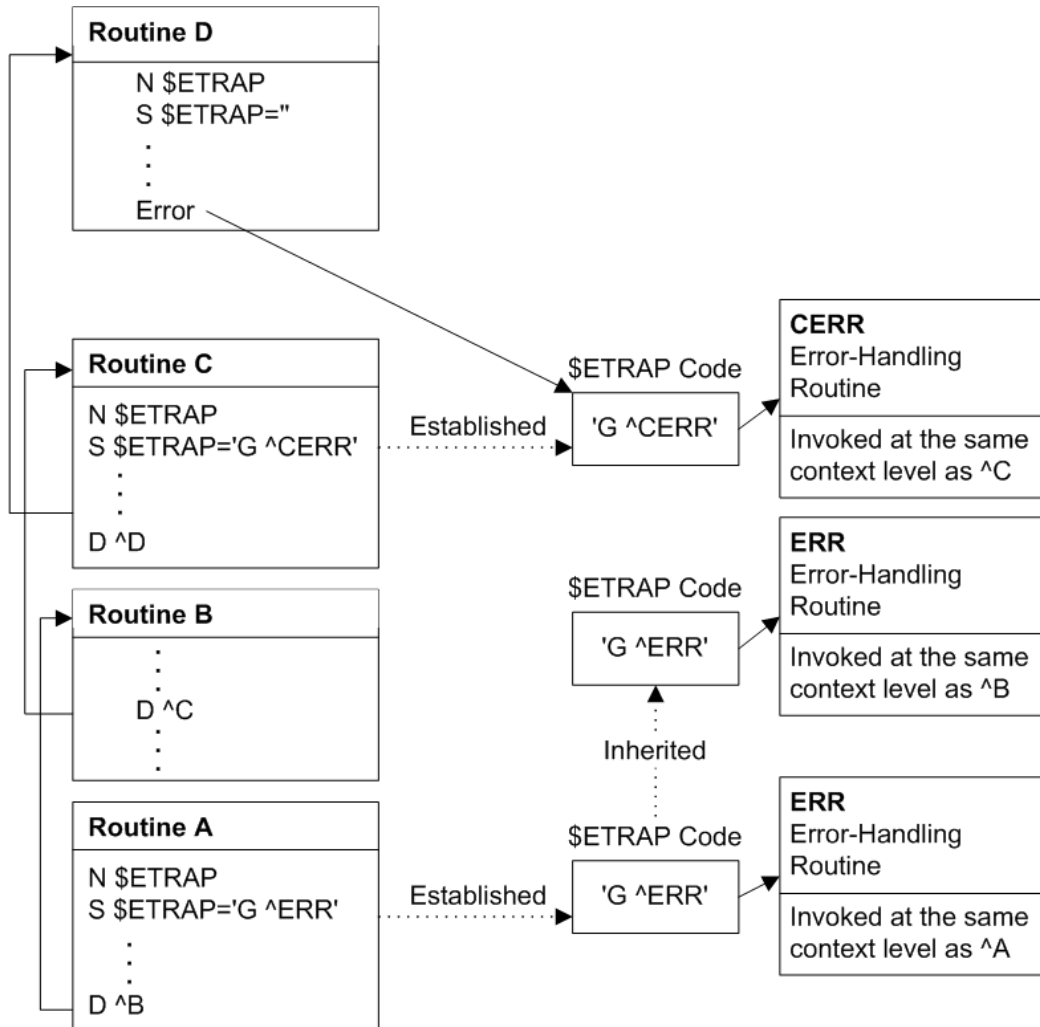 Routine D
N $ETRAP
S $ETRAP=''
Error
Routine C
N $ETRAP
S $ETRAP='G ^CERR'
D ^D
Established
$ETRAP Code
'G ^CERR'
CERR
Error-Handling
Routine
Invoked at the same
context level as ^C
Routine B
D ^C
$ETRAP Code
'G ^ERR'
ERR
Error-Handling
Routine
Invoked at the same
context level as ^B
Inherited
Routine A
N $ETRAP
S $ETRAP='G ^ERR'
D ^B
Established
$ETRAP Code
'G ^ERR'
ERR
Error-Handling
Routine
Invoked at the same
context level as ^A